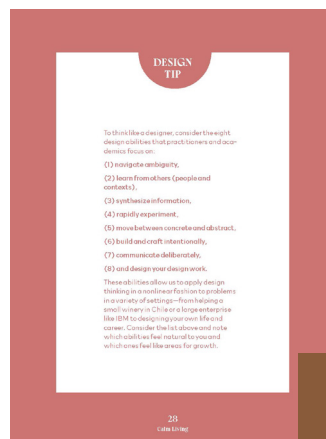 DESIGN
TIP
To think like a designer, consider the eight
design abilities that practitioners and aca-
demics focus on:
(1) navigate ambiguity,
(2) learn from others (people and
contexts),
(3) synthesize information,
(4) rapidly experiment,
(5) move between concrete and abstract,
(6) build and craft intentionally,
(7) communicate deliberately,
(8) and design your design work.
These abilities allow us to apply design
thinking in a nonlinear fashion to problems
in a variety of settings—from helping a
small winery in Chile or a large enterprise
like IBM to designing your own life and
career. Consider the list above and note
which abilities feel natural to you and
which ones feel like areas for growth.
28
Calm Living